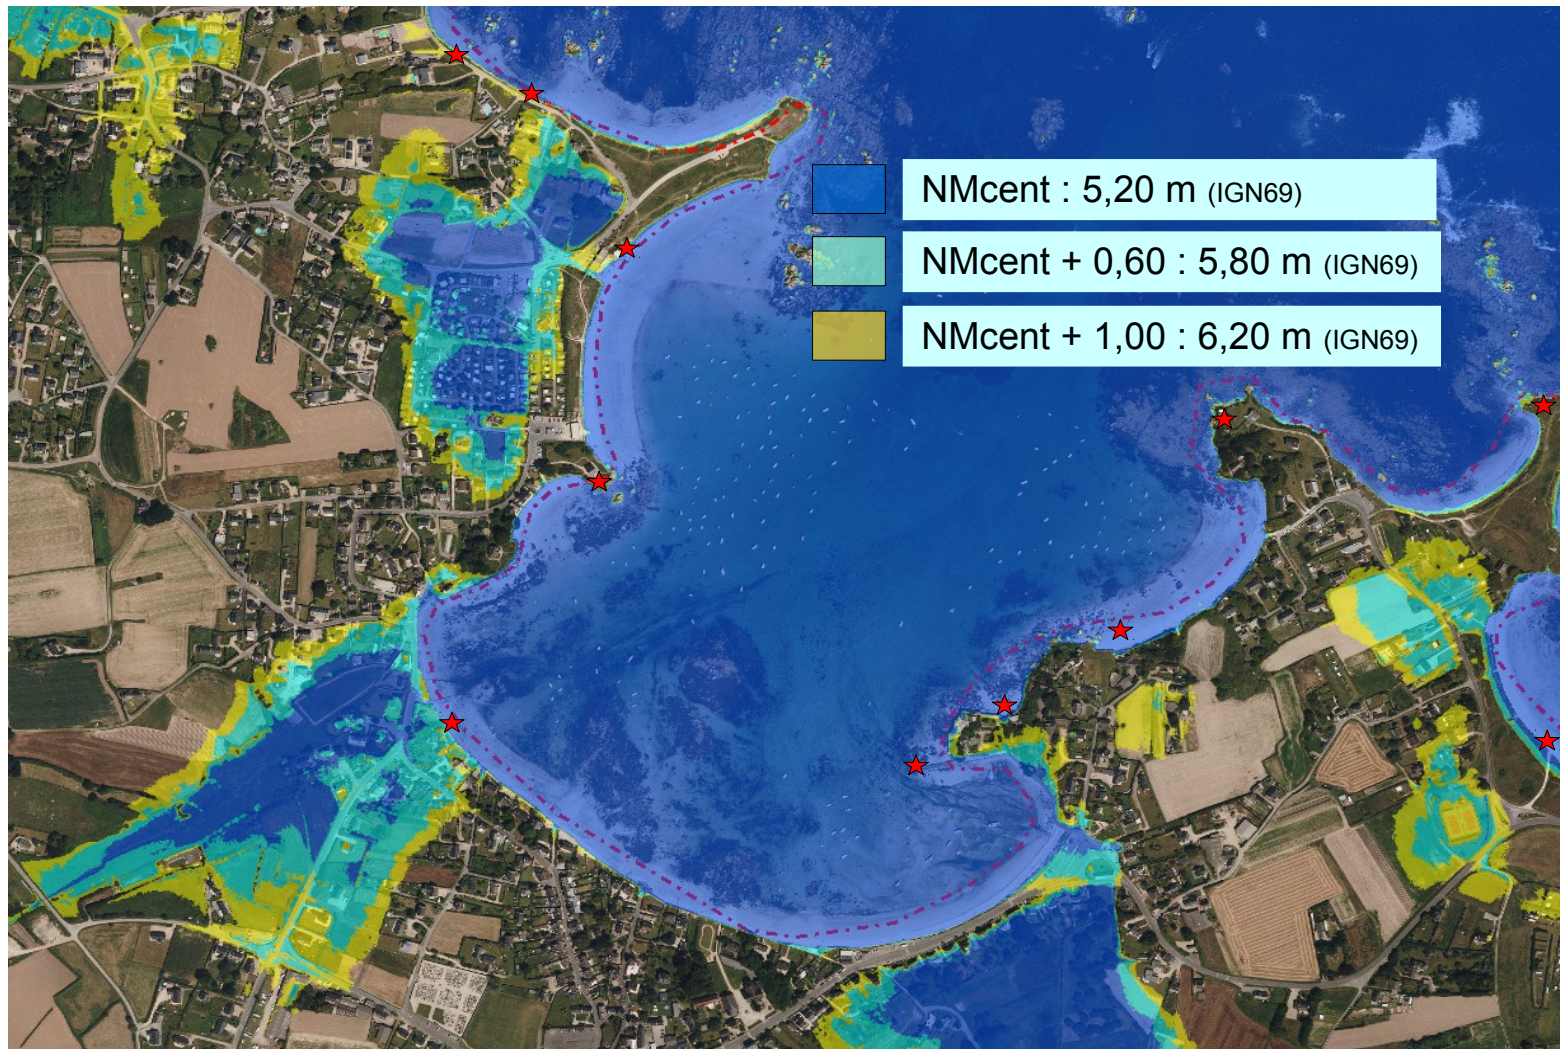 NMcent : 5,20 m (IGN69)
NMcent + 0,60 : 5,80 m (IGN69)
NMcent + 1,00 : 6,20 m (IGN69)